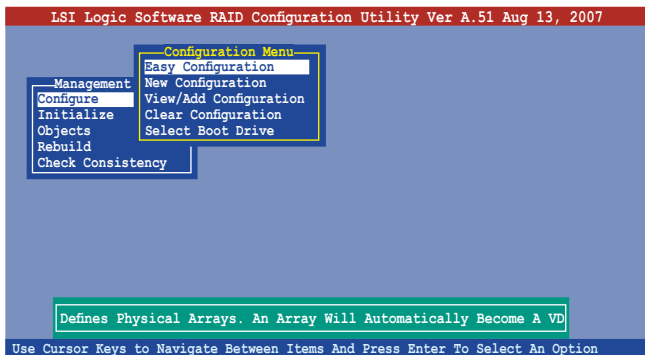 LSI Logic Software RAID Configuration Utility Ver A.51 Aug 13, 2007
Configuration Menu
Easy Configuration
New Configuration
View/Add Configuration
Clear Configuration
Select Boot Drive
Management
Configure
Initialize
Objects
Rebuild
Check Consistency
Defines Physical Arrays. An Array Will Automatically Become A VD
Use Cursor Keys to Navigate Between Items And Press Enter To Select An Option